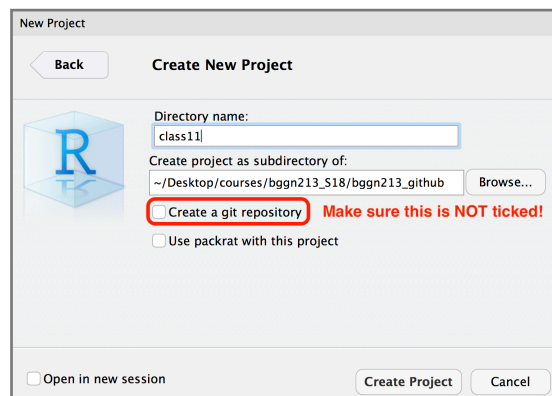 New Project
Back
Create New Project
R
Directory name:
class11
Create project as subdirectory of:
~/Desktop/courses/bggn213_S18/bggn213_github
Browse...
Create a git repository
Make sure this is NOT ticked!
Use packrat with this project
Open in new session
Create Project
Cancel